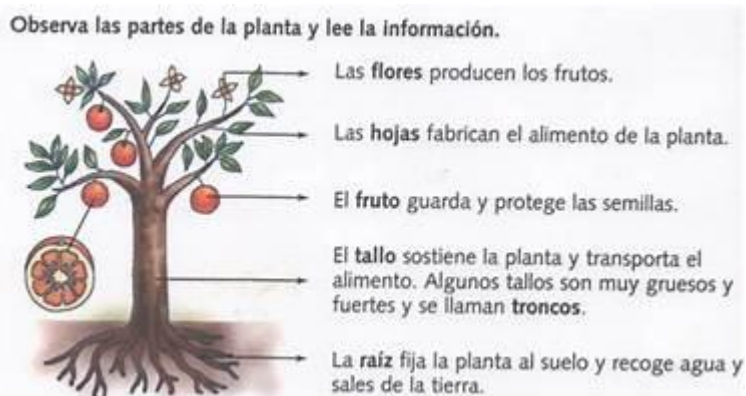 Observa las partes de la planta y lee la información.
Las flores producen los frutos.
Las hojas fabrican el alimento de la planta.
El fruto guarda y protege las semillas.
El tallo sostiene la planta y transporta el
alimento. Algunos tallos son muy gruesos y
fuertes y se llaman troncos.
La raíz fija la planta al suelo y recoge agua y
sales de la tierra.